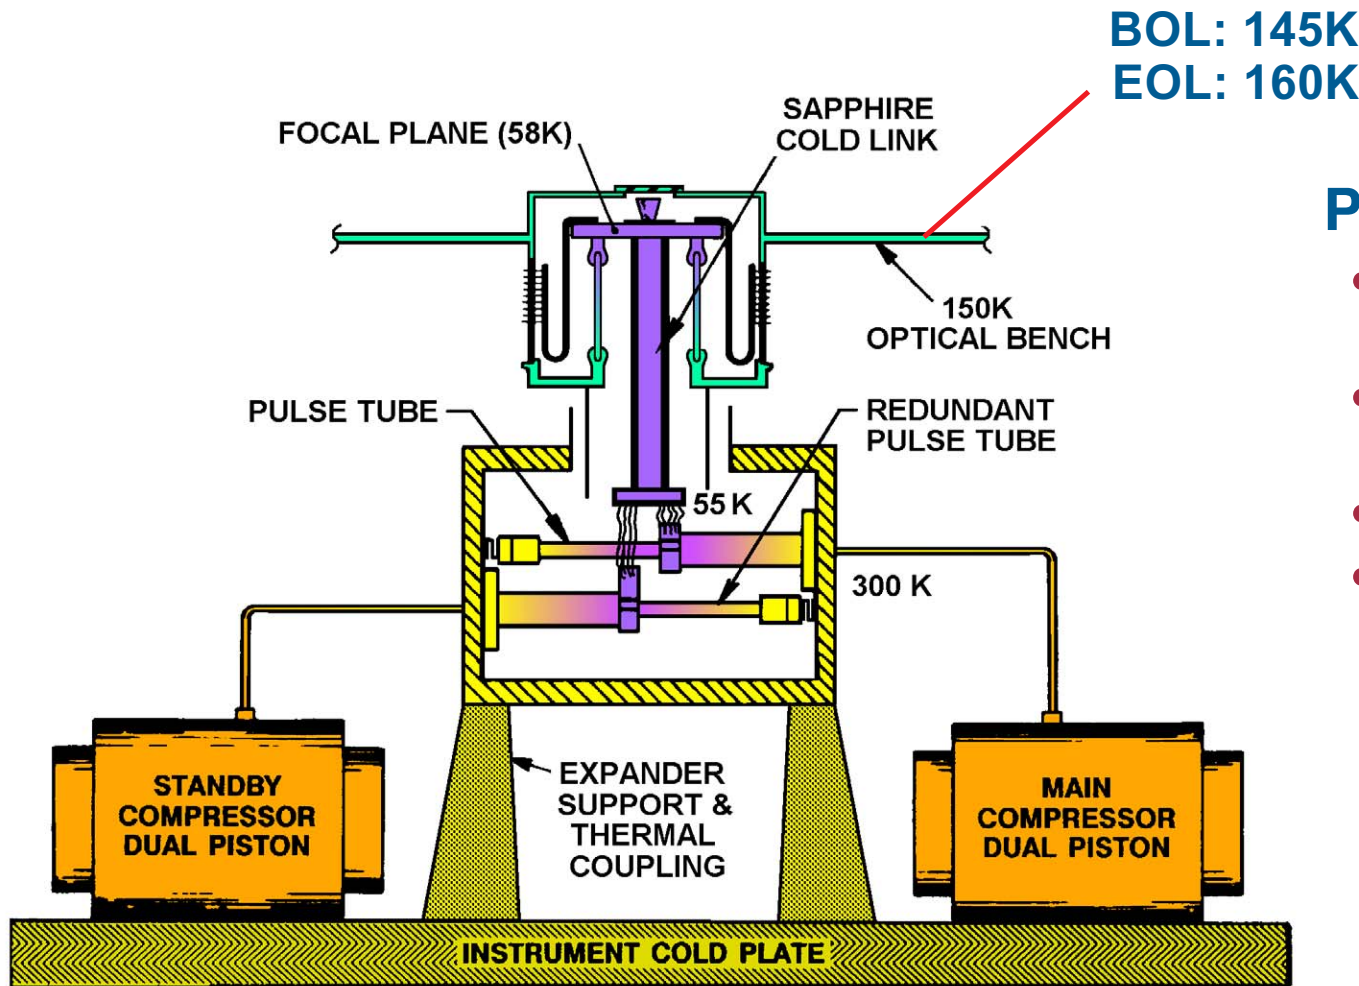 BOL: 145K
EOL: 160K
SAPPHIRE
COLD LINK
FOCAL PLANE (58K)
P
150K
OPTICAL BENCH
PULSE TUBE
REDUNDANT
PULSE TUBE
55 K
300 K
STANDBY
COMPRESSOR
DUAL PISTON
EXPANDER
SUPPORT &
THERMAL
COUPLING
MAIN
COMPRESSOR
DUAL PISTON
INSTRUMENT COLD PLATE